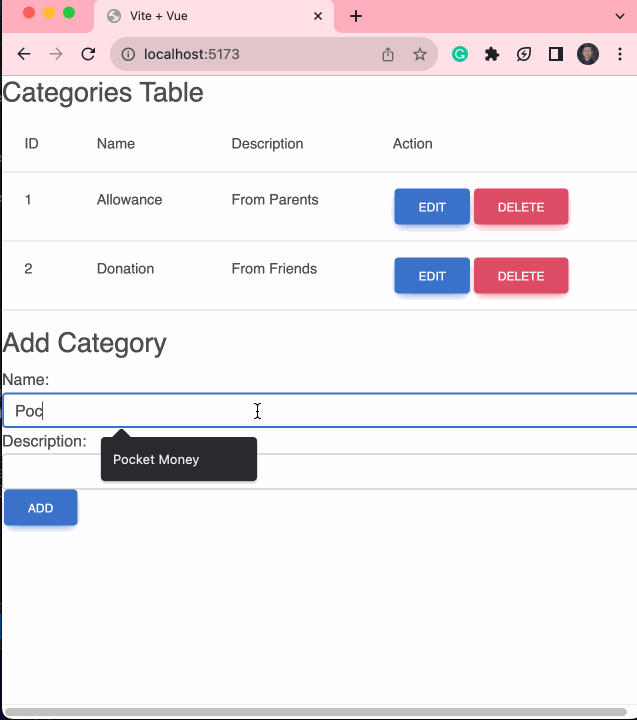 Vite + Vue
localhost:5173
Categories Table
ID Name Description Action
1 Allowance From Parents EDIT DELETE
2 Donation From Friends EDIT DELETE
Add Category
Name:
Poc
Description:
Pocket Money
ADD